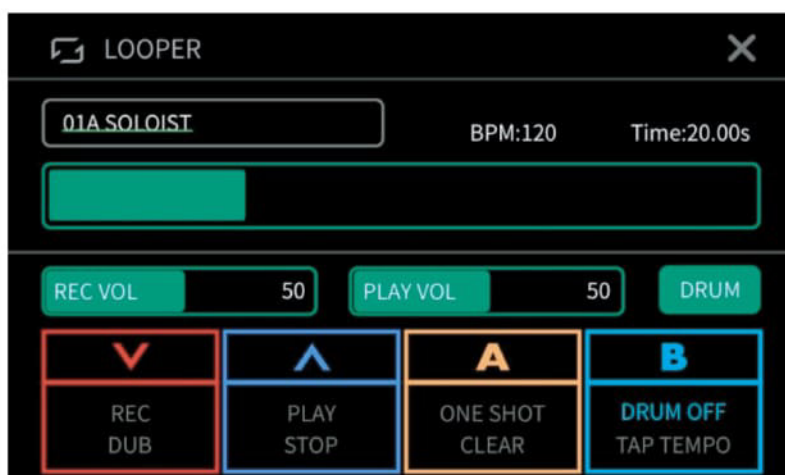 LOOPER
01A SOLOIST
BPM:120 Time:20.00s
REC VOL 50 PLAY VOL 50 DRUM
A B
REC PLAY ONE SHOT DRUM OFF
DUB STOP CLEAR TAP TEMPO